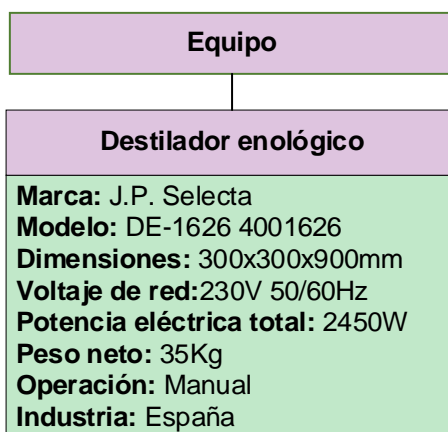 Equipo
Destilador enológico
Marca: J.P. Selecta
Modelo: DE-1626 4001626
Dimensiones: 300x300x900mm
Voltaje de red:230V 50/60Hz
Potencia eléctrica total: 2450W
Peso neto: 35Kg
Operación: Manual
Industria: España